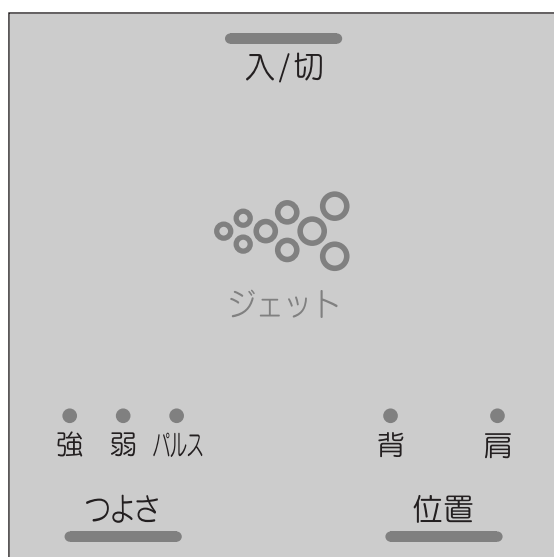 入/切
ジェット
強 弱 パルス 背 肩
つよさ 位置